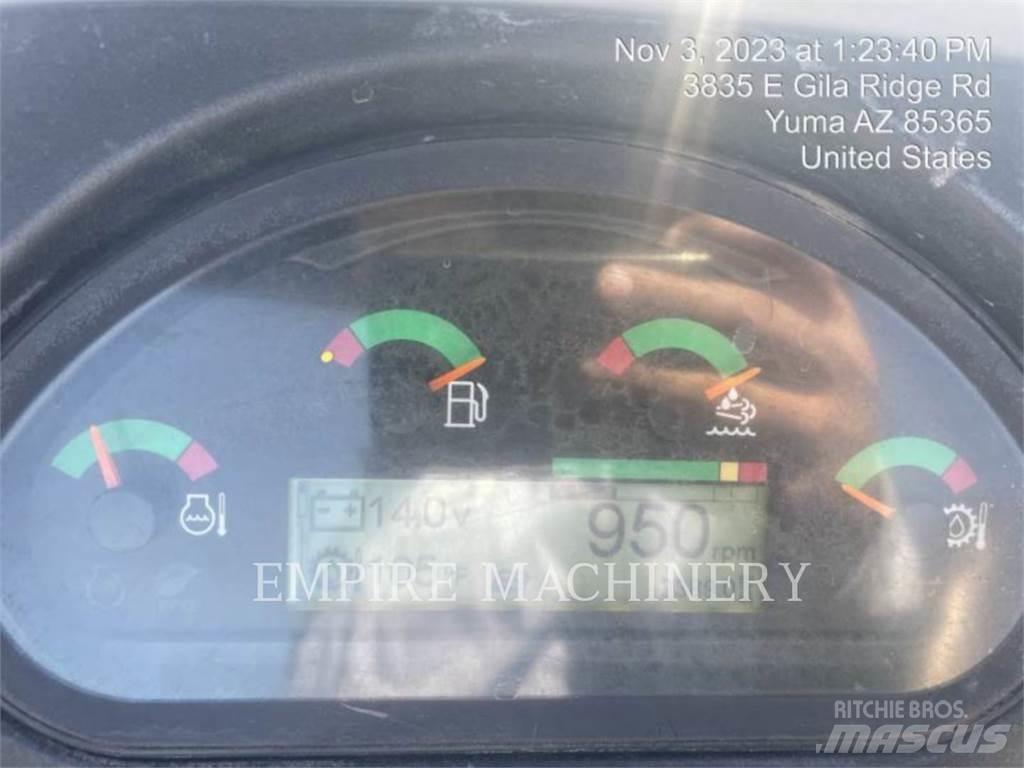 Nov 3, 2023 at 1:23:40 PM
3835 E Gila Ridge Rd
Yuma AZ 85365
United States
14.0v
950 rpm
EMPIRE MACHINERY
RITCHIE BROS.
MASCUS